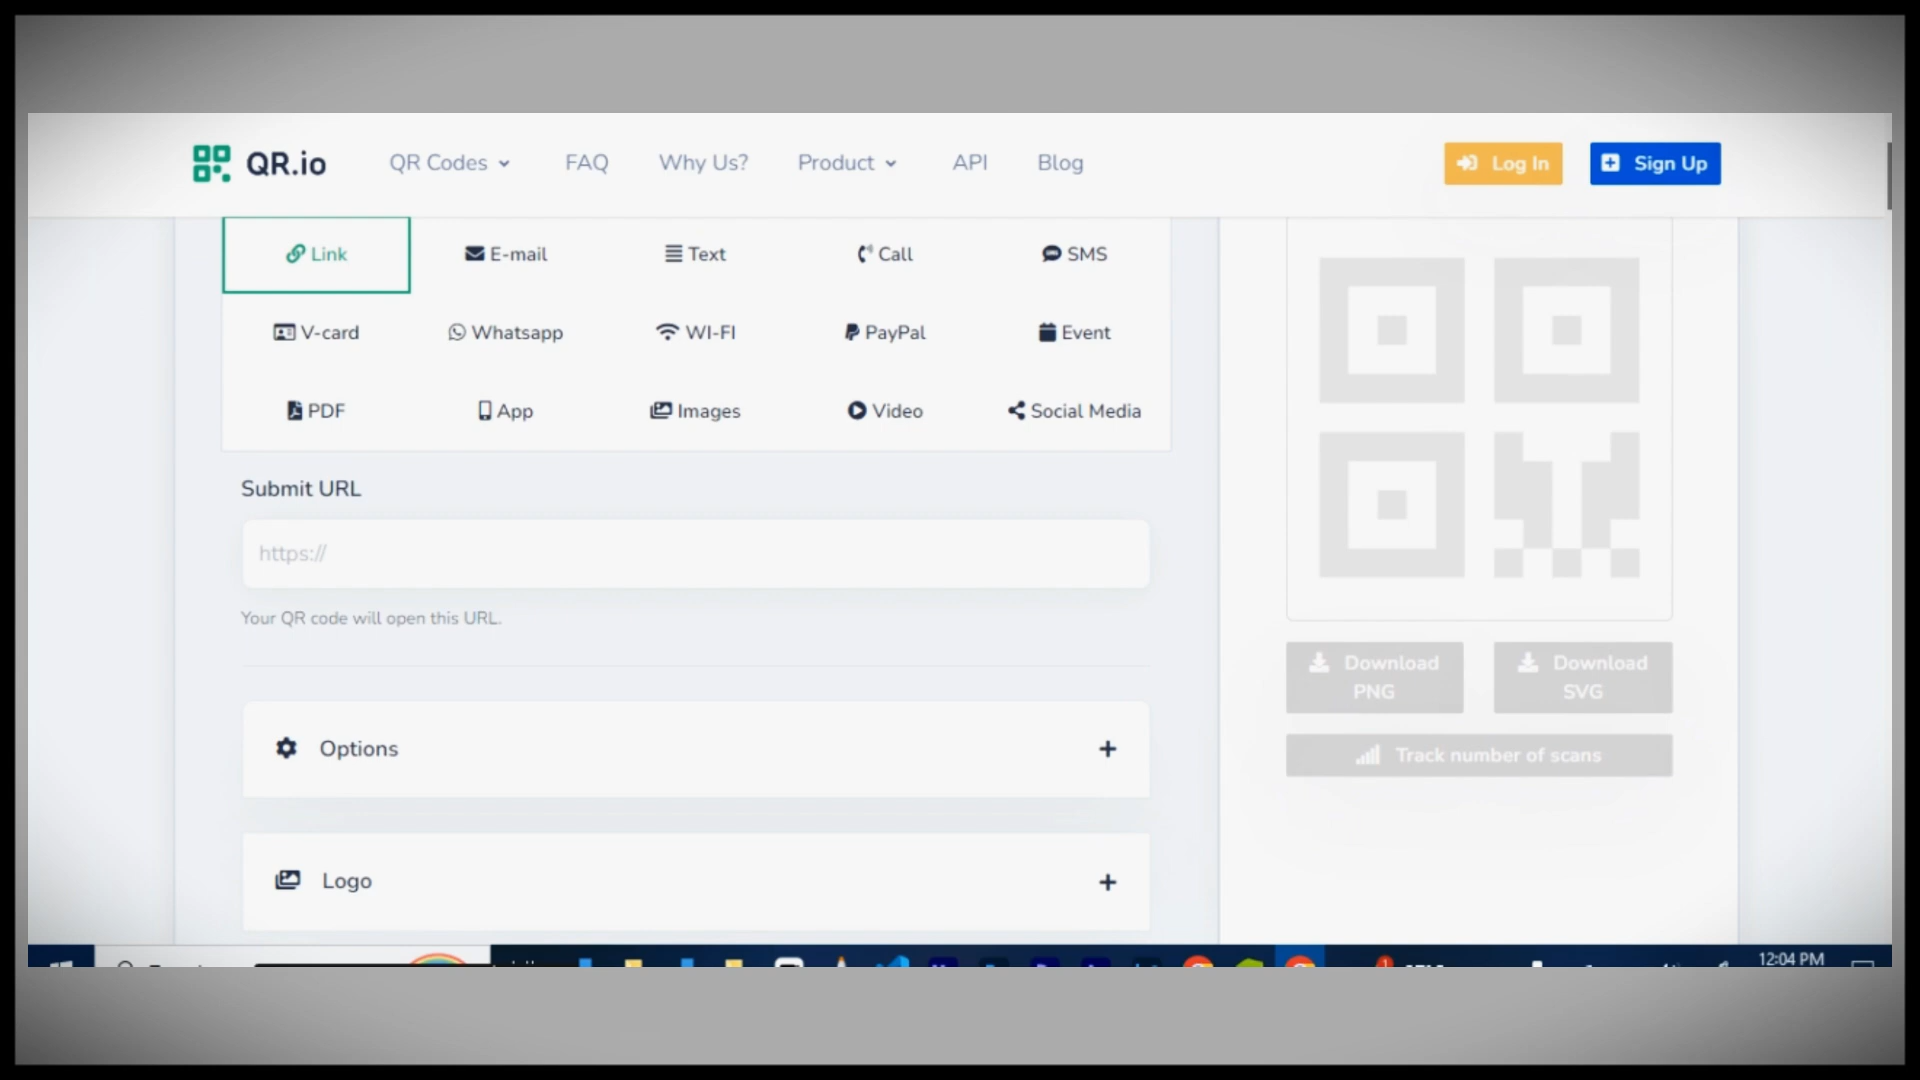 QR.io QR Codes FAQ Why Us? Product API Blog Log In Sign Up
Link E-mail Text Call SMS
V-card Whatsapp WI-FI PayPal Event
PDF App Images Video Social Media
Submit URL
https://
Your QR code will open this URL.
Options
Logo
Download
PNG
Download
SVG
Track number of scans
12:04 PM